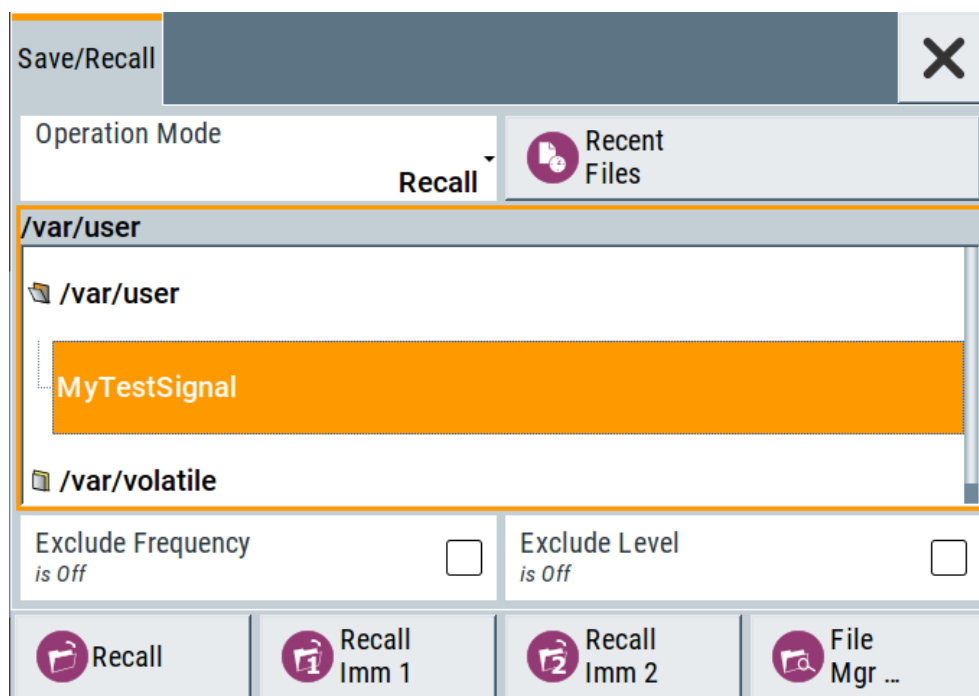 Save/Recall
Operation Mode
Recall
Recent
Files
/var/user
/var/user
MyTestSignal
/var/volatile
Exclude Frequency
is Off
Exclude Level
is Off
Recall
Recall
Imm 1
Recall
Imm 2
File
Mgr ...